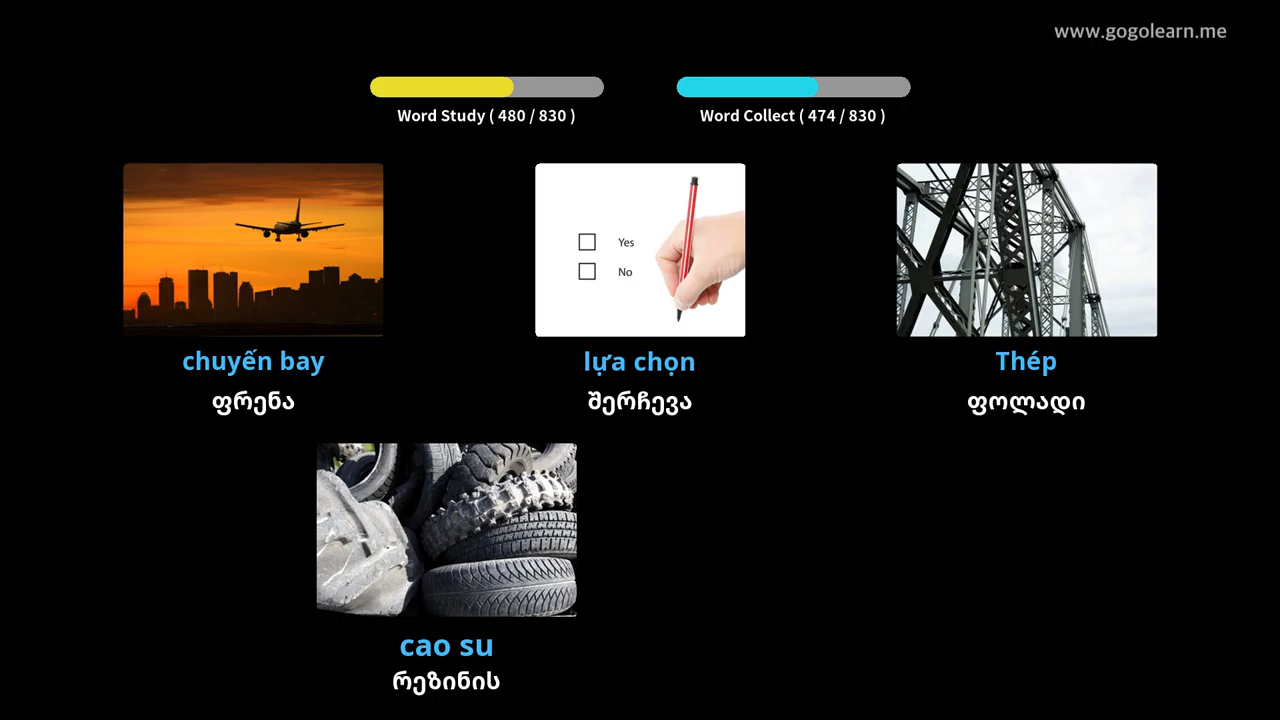 www.gogolearn.me
Word Study ( 480 / 830 )
Word Collect ( 474 / 830 )
Yes
No
chuyến bay
lựa chọn
Thép
ფრენა
შერჩევა
ფოლადი
cao su
რეზინის